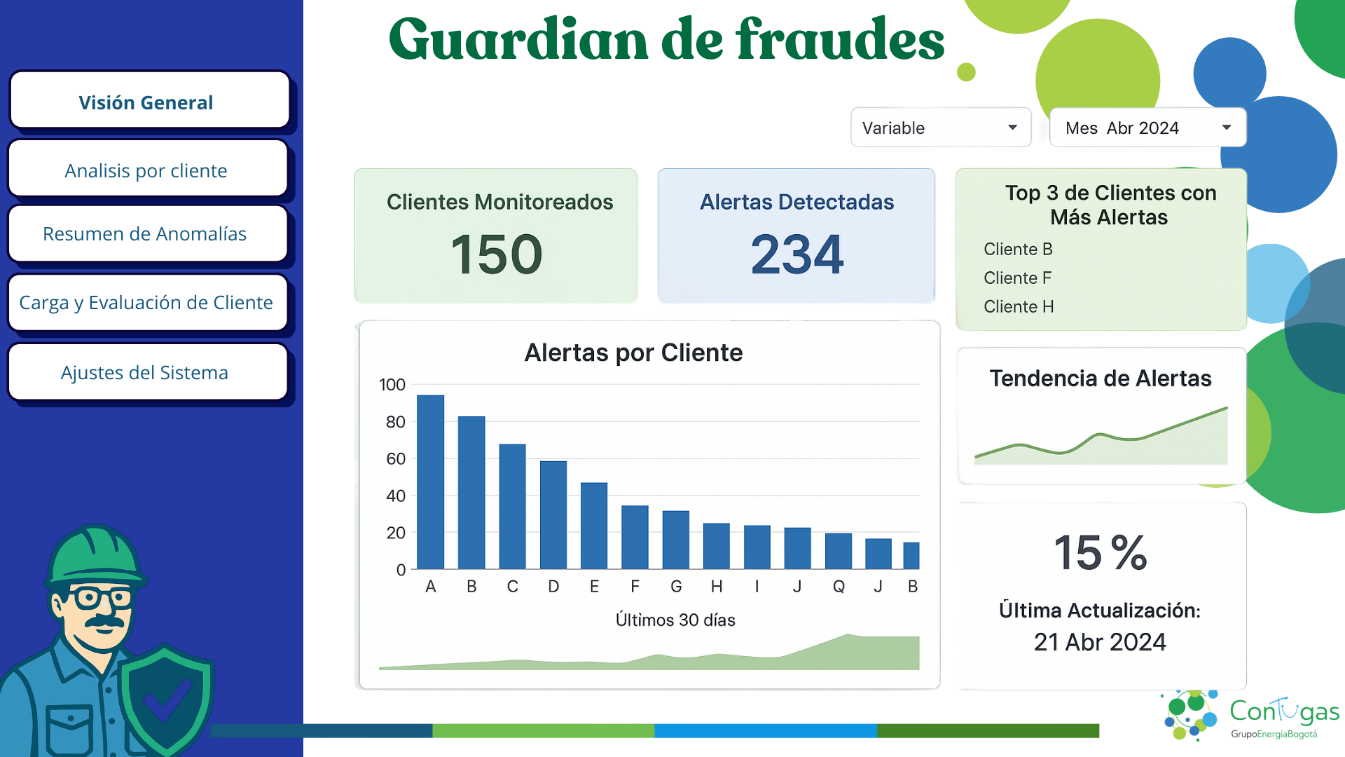 Guardian de fraudes
Visión General
Analisis por cliente
Resumen de Anomalías
Carga y Evaluación de Cliente
Ajustes del Sistema
Variable
Mes Abr 2024
Clientes Monitoreados
150
Alertas Detectadas
234
Top 3 de Clientes con
Más Alertas
Cliente B
Cliente F
Cliente H
Alertas por Cliente
100
80
60
40
20
0
A B C D E F G H I J Q J B
Últimos 30 días
Tendencia de Alertas
15 %
Última Actualización:
21 Abr 2024
ConTUgas
GrupoEnergíaBogotá